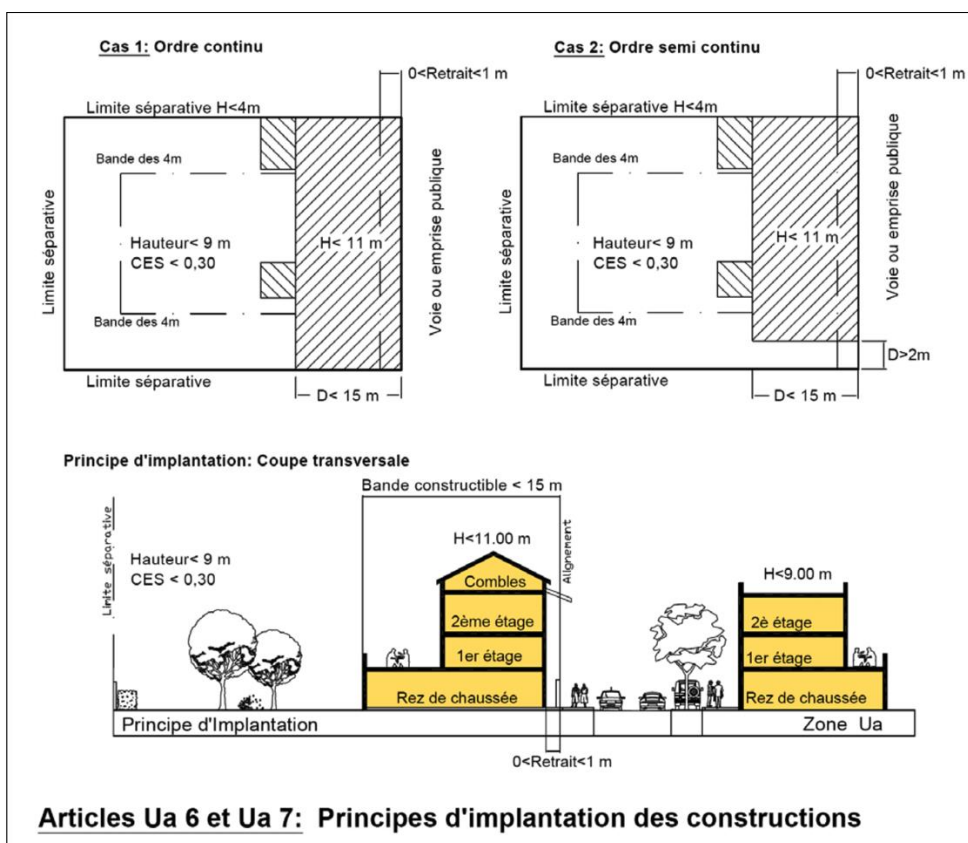 Cas 1: Ordre continu
0<Retrait<1 m
Limite séparative H<4m
Bande des 4m
Limite séparative
Hauteur< 9 m
CES < 0,30
H< 11 m
Voie ou emprise publique
Bande des 4m
Limite séparative
D< 15 m
Cas 2: Ordre semi continu
0<Retrait<1 m
Limite séparative H<4m
Bande des 4m
Limite séparative
Hauteur< 9 m
CES < 0,30
H< 11 m
Voie ou emprise publique
Bande des 4m
D>2m
Limite séparative
D< 15 m
Principe d'implantation: Coupe transversale
Bande constructible < 15 m
Limite séparative
Hauteur< 9 m
CES < 0,30
H<11.00 m
Alignement
H<9.00 m
Combles
2ème étage
1er étage
Rez de chaussée
2è étage
1er étage
Rez de chaussée
Principe d'Implantation
Zone Ua
0<Retrait<1 m
Articles Ua 6 et Ua 7: Principes d'implantation des constructions